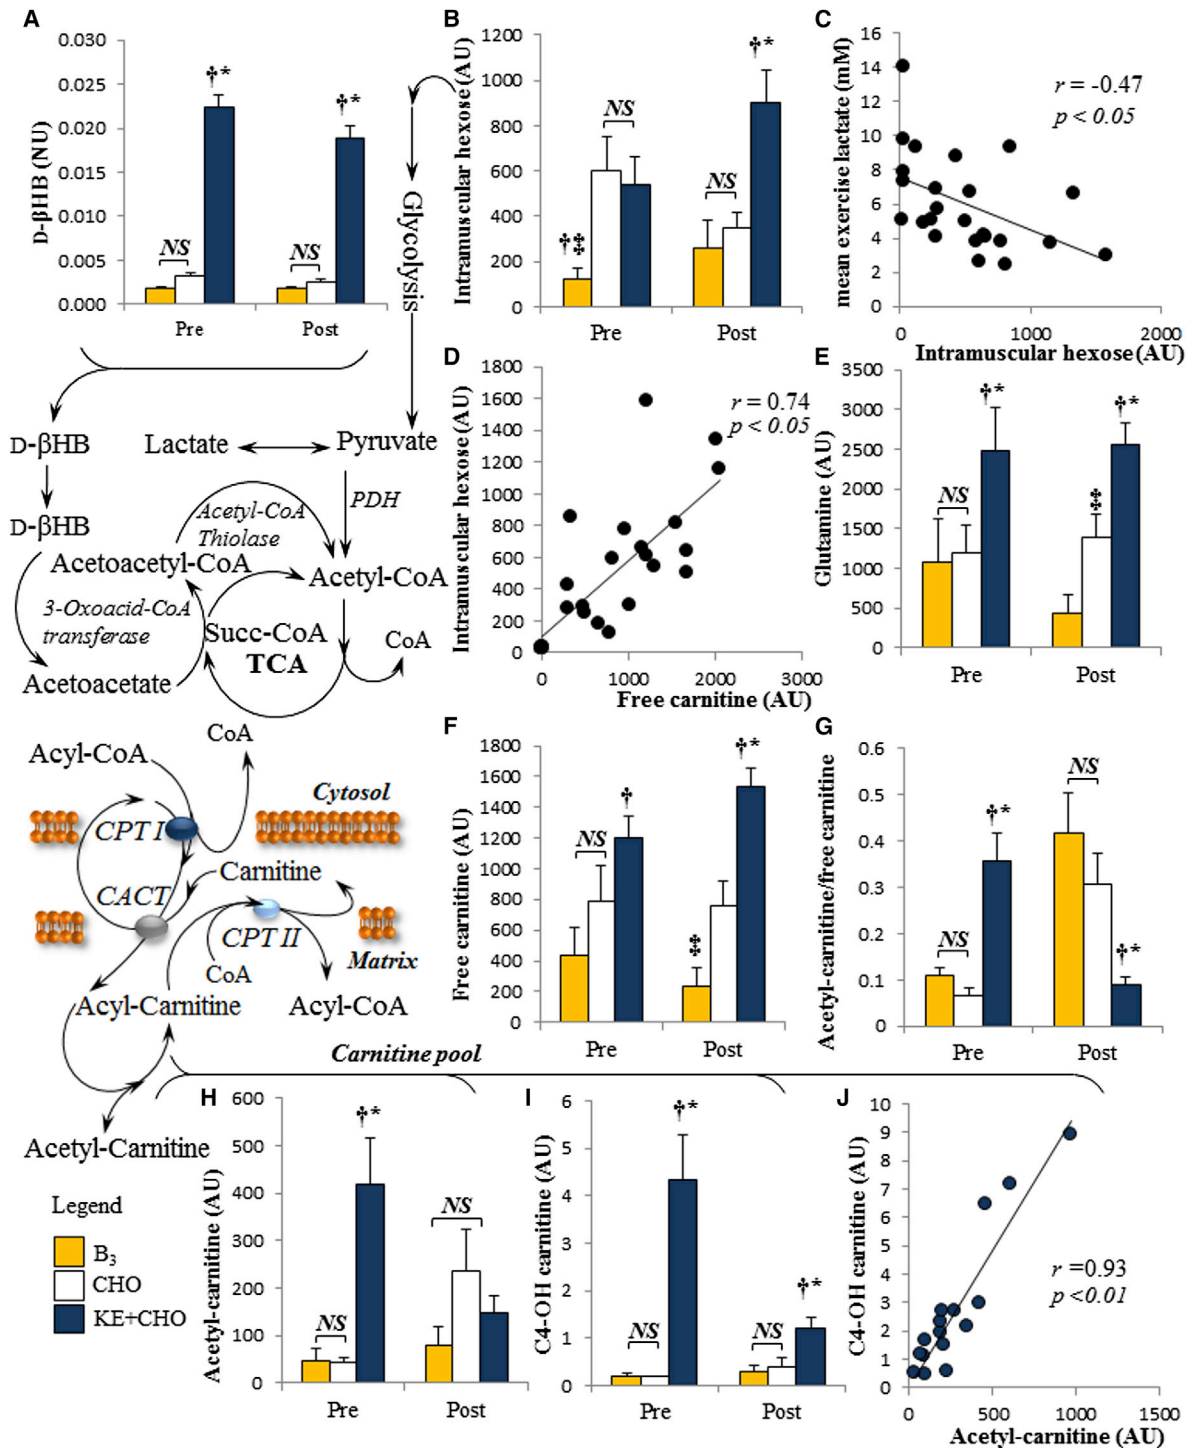 A
D-βHB (NU)
0.030
0.025
0.020
0.015
0.010
0.005
0.000
NS
†*
NS
†*
Pre
Post
B
Intramuscular hexose (AU)
1200
1000
800
600
400
200
0
†‡
NS
NS
†*
Pre
Post
C
mean exercise lactate (mM)
16
14
12
10
8
6
4
2
0
r = -0.47
p < 0.05
0
1000
2000
Intramuscular hexose (AU)
Glycolysis
D-βHB
Lactate
Pyruvate
PDH
D-βHB
Acetyl-CoA
Thiolase
Acetoacetyl-CoA
Acetyl-CoA
3-Oxoacid-CoA
transferase
Succ-CoA
TCA
CoA
Acetoacetate
D
Intramuscular hexose (AU)
1800
1600
1400
1200
1000
800
600
400
200
0
r = 0.74
p < 0.05
0
1000
2000
3000
Free carnitine (AU)
E
Glutamine (AU)
3500
3000
2500
2000
1500
1000
500
0
NS
†*
‡
†*
Pre
Post
Acyl-CoA
CoA
Cytosol
CPT I
Carnitine
CACT
CPT II
CoA
Matrix
Acyl-Carnitine
Acyl-CoA
Carnitine pool
Acetyl-Carnitine
F
Free carnitine (AU)
1800
1600
1400
1200
1000
800
600
400
200
0
NS
†
‡
†*
Pre
Post
G
Acetyl-carnitine/free carnitine
0.6
0.5
0.4
0.3
0.2
0.1
0
NS
†*
NS
†*
Pre
Post
Legend
B3
CHO
KE+CHO
H
Acetyl-carnitine (AU)
600
500
400
300
200
100
0
NS
†*
NS
Pre
Post
I
C4-OH carnitine (AU)
6
5
4
3
2
1
0
NS
†*
NS
†*
Pre
Post
J
C4-OH carnitine (AU)
10
9
8
7
6
5
4
3
2
1
0
r =0.93
p <0.01
0
500
1000
1500
Acetyl-carnitine (AU)